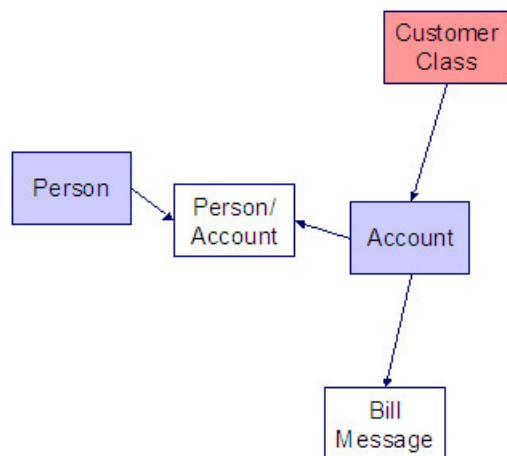 Customer
Class
Person
Person/
Account
Account
Bill
Message